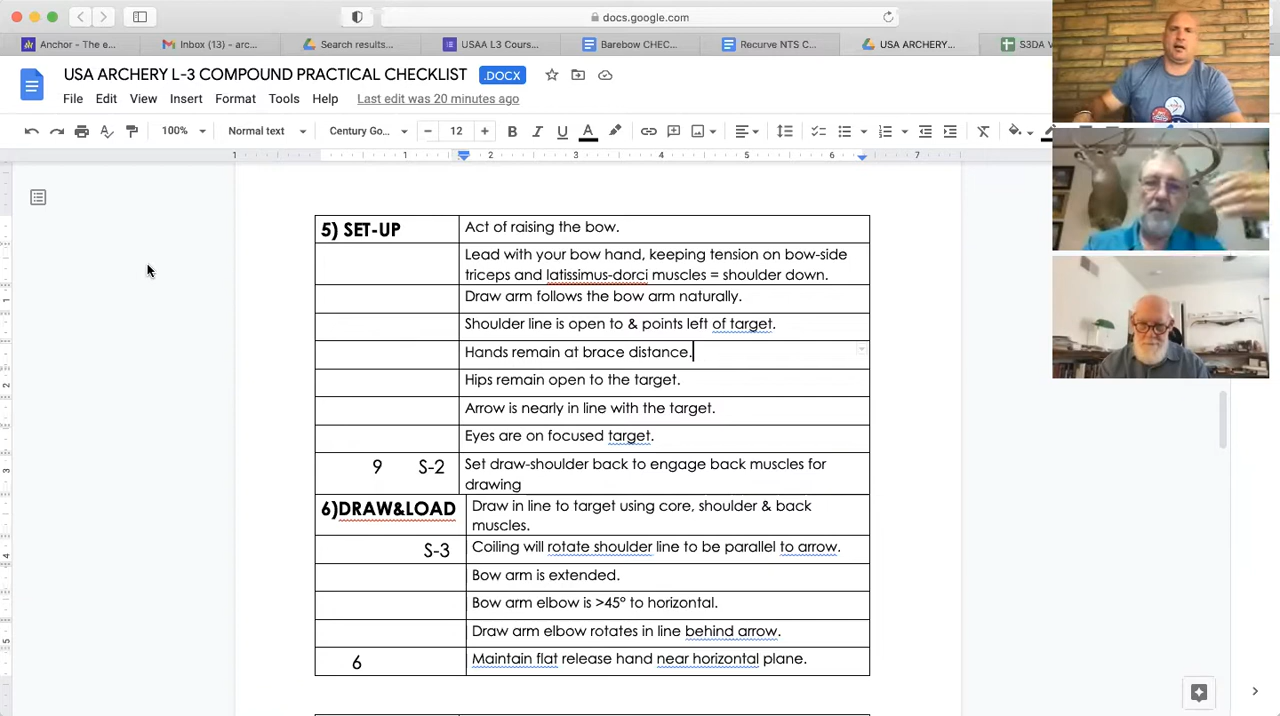 docs.google.com
Anchor - The e...
Inbox (13) - arc...
Search results...
USAA L3 Cours...
Barebow CHEC...
Recurve NTS C...
USA ARCHERY...
S3DA V
USA ARCHERY L-3 COMPOUND PRACTICAL CHECKLIST .DOCX
File Edit View Insert Format Tools Help Last edit was 20 minutes ago
100% Normal text Century Go... 12
1 1 2 3 4 5 6 7
5) SET-UP Act of raising the bow.
Lead with your bow hand, keeping tension on bow-side
triceps and latissimus-dorci muscles = shoulder down.
Draw arm follows the bow arm naturally.
Shoulder line is open to & points left of target.
Hands remain at brace distance.
Hips remain open to the target.
Arrow is nearly in line with the target.
Eyes are on focused target.
9 S-2 Set draw-shoulder back to engage back muscles for
drawing
6)DRAW&LOAD Draw in line to target using core, shoulder & back
muscles.
S-3 Coiling will rotate shoulder line to be parallel to arrow.
Bow arm is extended.
Bow arm elbow is >45° to horizontal.
Draw arm elbow rotates in line behind arrow.
6 Maintain flat release hand near horizontal plane.